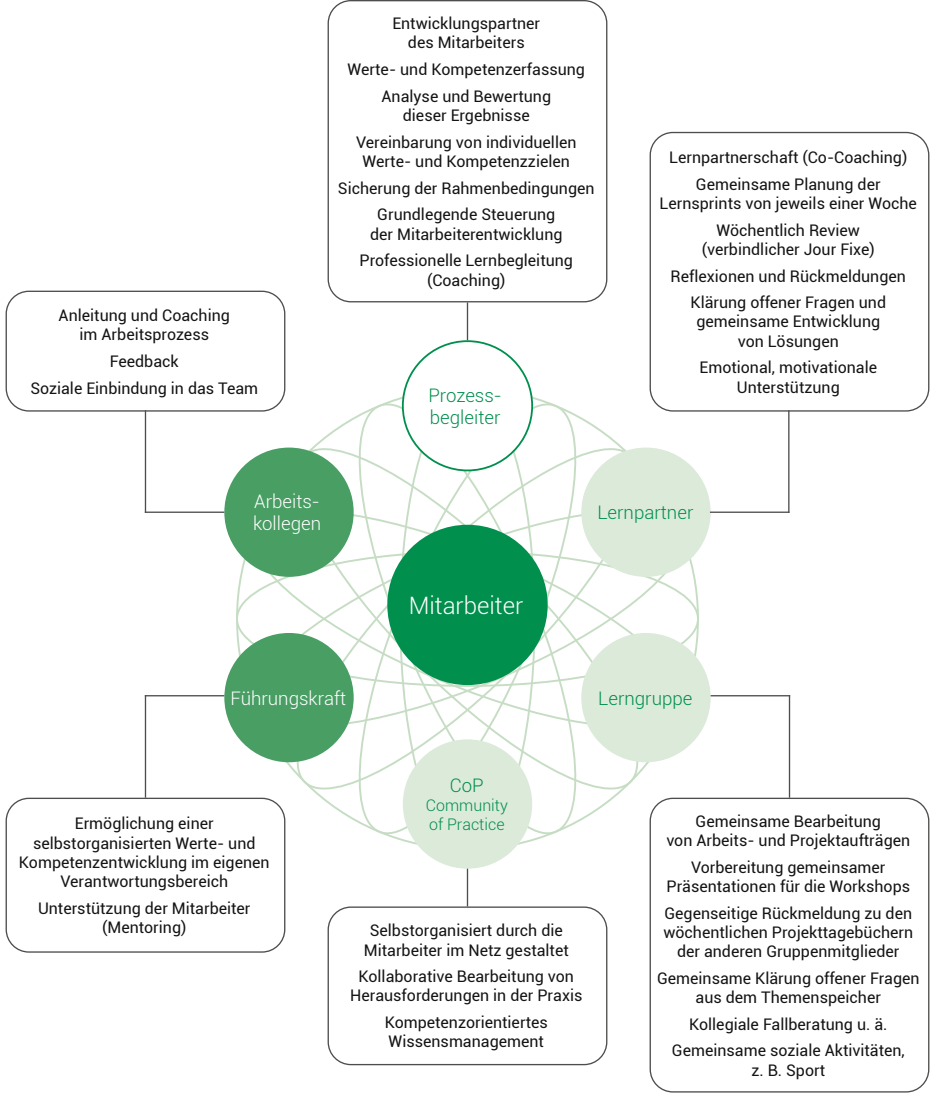 Entwicklungspartner
des Mitarbeiters
Werte- und Kompetenzerfassung
Analyse und Bewertung
dieser Ergebnisse
Vereinbarung von individuellen
Werte- und Kompetenzzielen
Sicherung der Rahmenbedingungen
Grundlegende Steuerung
der Mitarbeiterentwicklung
Professionelle Lernbegleitung
(Coaching)
Lernpartnerschaft (Co-Coaching)
Gemeinsame Planung der
Lernsprints von jeweils einer Woche
Wöchentlich Review
(verbindlicher Jour Fixe)
Reflexionen und Rückmeldungen
Klärung offener Fragen und
gemeinsame Entwicklung
von Lösungen
Emotional, motivationale
Unterstützung
Anleitung und Coaching
im Arbeitsprozess
Feedback
Soziale Einbindung in das Team
Prozess-
begleiter
Arbeits-
kollegen
Lernpartner
Mitarbeiter
Führungskraft
Lerngruppe
CoP
Community
of Practice
Ermöglichung einer
selbstorganisierten Werte- und
Kompetenzentwicklung im eigenen
Verantwortungsbereich
Unterstützung der Mitarbeiter
(Mentoring)
Selbstorganisiert durch die
Mitarbeiter im Netz gestaltet
Kollaborative Bearbeitung von
Herausforderungen in der Praxis
Kompetenzorientiertes
Wissensmanagement
Gemeinsame Bearbeitung
von Arbeits- und Projektaufträgen
Vorbereitung gemeinsamer
Präsentationen für die Workshops
Gegenseitige Rückmeldung zu den
wöchentlichen Projekttagebüchern
der anderen Gruppenmitglieder
Gemeinsame Klärung offener Fragen
aus dem Themenspeicher
Kollegiale Fallberatung u. ä.
Gemeinsame soziale Aktivitäten,
z. B. Sport